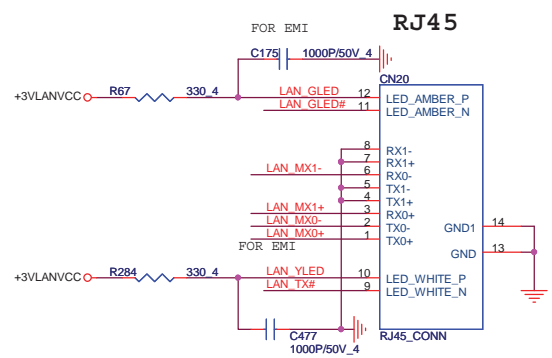 RJ45
FOR EMI
C175 1000P/50V_4
CN20
+3VLANVCC R67 330_4 LAN_GLED 12 LED_AMBER_P
LAN_GLED# 11 LED_AMBER_N
8 RX1-
7 RX1+
LAN_MX1- 6 RX0-
5 TX1-
4 TX1+
LAN_MX1+ 3 RX0+
LAN_MX0- 2 TX0- GND1 14
LAN_MX0+ 1 TX0+
FOR EMI GND 13
+3VLANVCC R284 330_4 LAN_YLED 10 LED_WHITE_P
LAN_TX# 9 LED_WHITE_N
C477 RJ45_CONN
1000P/50V_4